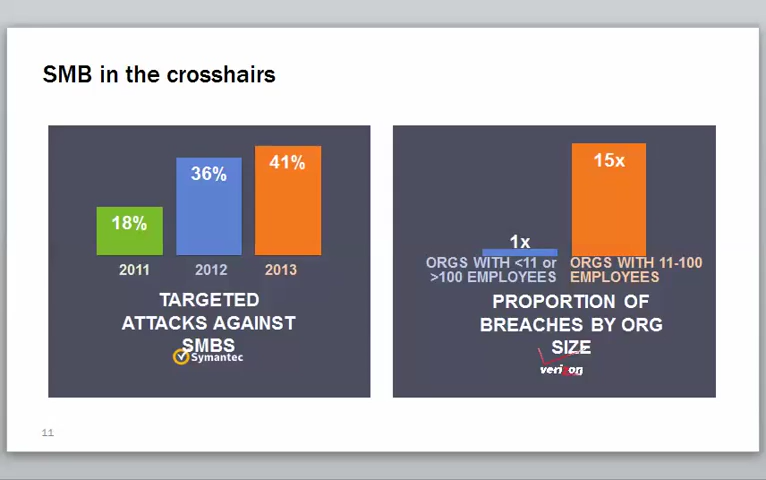 SMB in the crosshairs
18%
36%
41%
2011
2012
2013
TARGETED
ATTACKS AGAINST
SMBS
Symantec
1x
15x
ORGS WITH <11 or
>100 EMPLOYEES
ORGS WITH 11-100
EMPLOYEES
PROPORTION OF
BREACHES BY ORG
SIZE
verizon
11